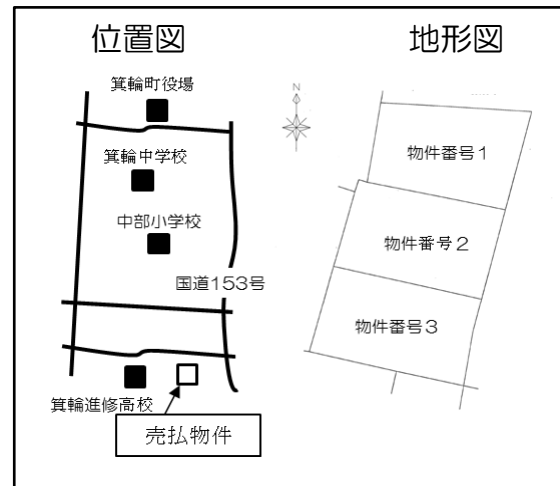 位置図
地形図
箕輪町役場
N
箕輪中学校
物件番号1
中部小学校
物件番号2
国道153号
物件番号3
箕輪進修高校
売払物件